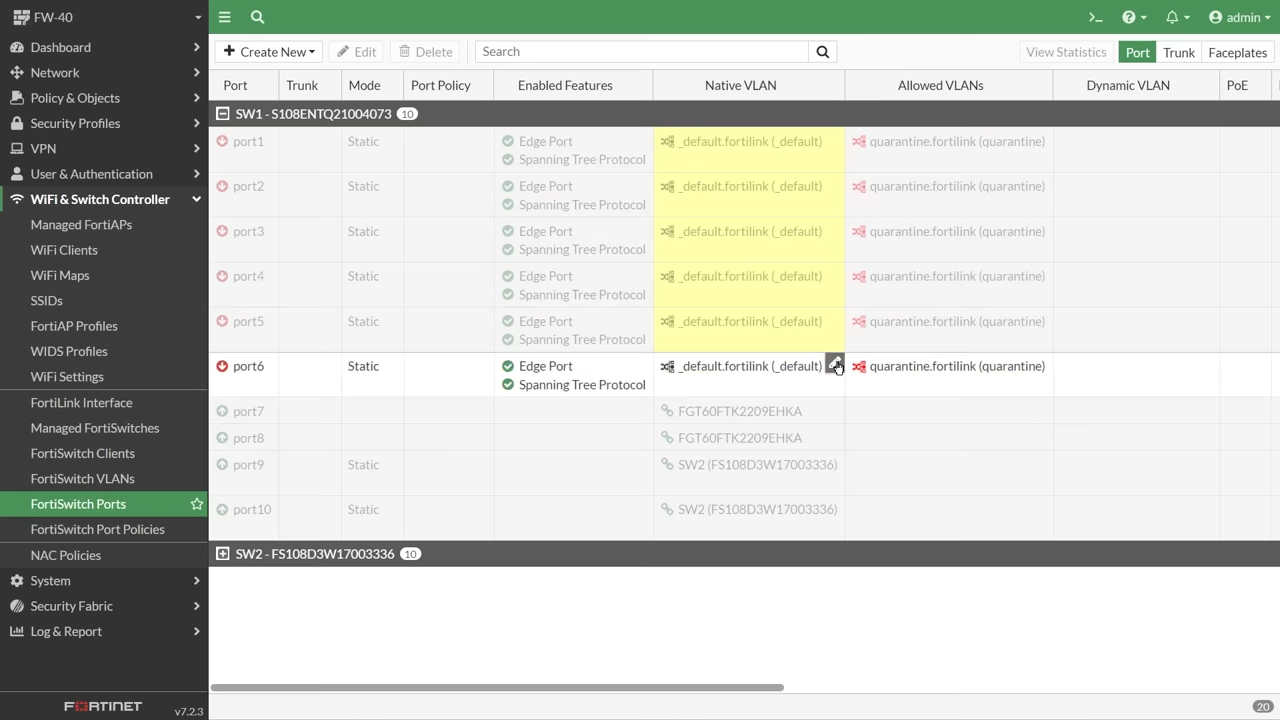 FW-40
admin
Dashboard
Network
Policy & Objects
Security Profiles
VPN
User & Authentication
WiFi & Switch Controller
Managed FortiAPs
WiFi Clients
WiFi Maps
SSIDs
FortiAP Profiles
WIDS Profiles
WiFi Settings
FortiLink Interface
Managed FortiSwitches
FortiSwitch Clients
FortiSwitch VLANs
FortiSwitch Ports
FortiSwitch Port Policies
NAC Policies
System
Security Fabric
Log & Report
FORTINET v7.2.3
Create New Edit Delete Search View Statistics Port Trunk Faceplates
Port Trunk Mode Port Policy Enabled Features Native VLAN Allowed VLANs Dynamic VLAN PoE
SW1 - S108ENTQ21004073 10
port1 Static Edge Port _default.fortilink (_default) quarantine.fortilink (quarantine)
Spanning Tree Protocol
port2 Static Edge Port _default.fortilink (_default) quarantine.fortilink (quarantine)
Spanning Tree Protocol
port3 Static Edge Port _default.fortilink (_default) quarantine.fortilink (quarantine)
Spanning Tree Protocol
port4 Static Edge Port _default.fortilink (_default) quarantine.fortilink (quarantine)
Spanning Tree Protocol
port5 Static Edge Port _default.fortilink (_default) quarantine.fortilink (quarantine)
Spanning Tree Protocol
port6 Static Edge Port _default.fortilink (_default) quarantine.fortilink (quarantine)
Spanning Tree Protocol
port7 FGT60FTK2209EHKA
port8 FGT60FTK2209EHKA
port9 Static SW2 (FS108D3W17003336)
port10 Static SW2 (FS108D3W17003336)
SW2 - FS108D3W17003336 10
20